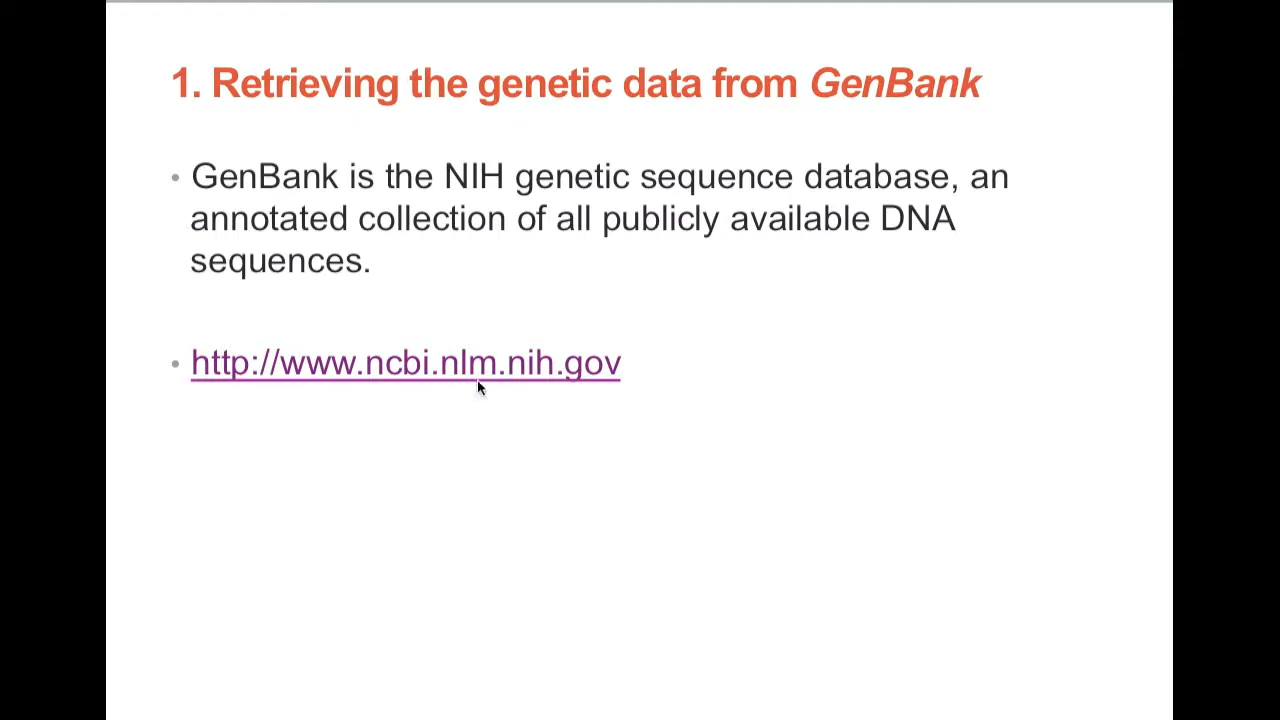 1. Retrieving the genetic data from GenBank
• GenBank is the NIH genetic sequence database, an
annotated collection of all publicly available DNA
sequences.
• http://www.ncbi.nlm.nih.gov